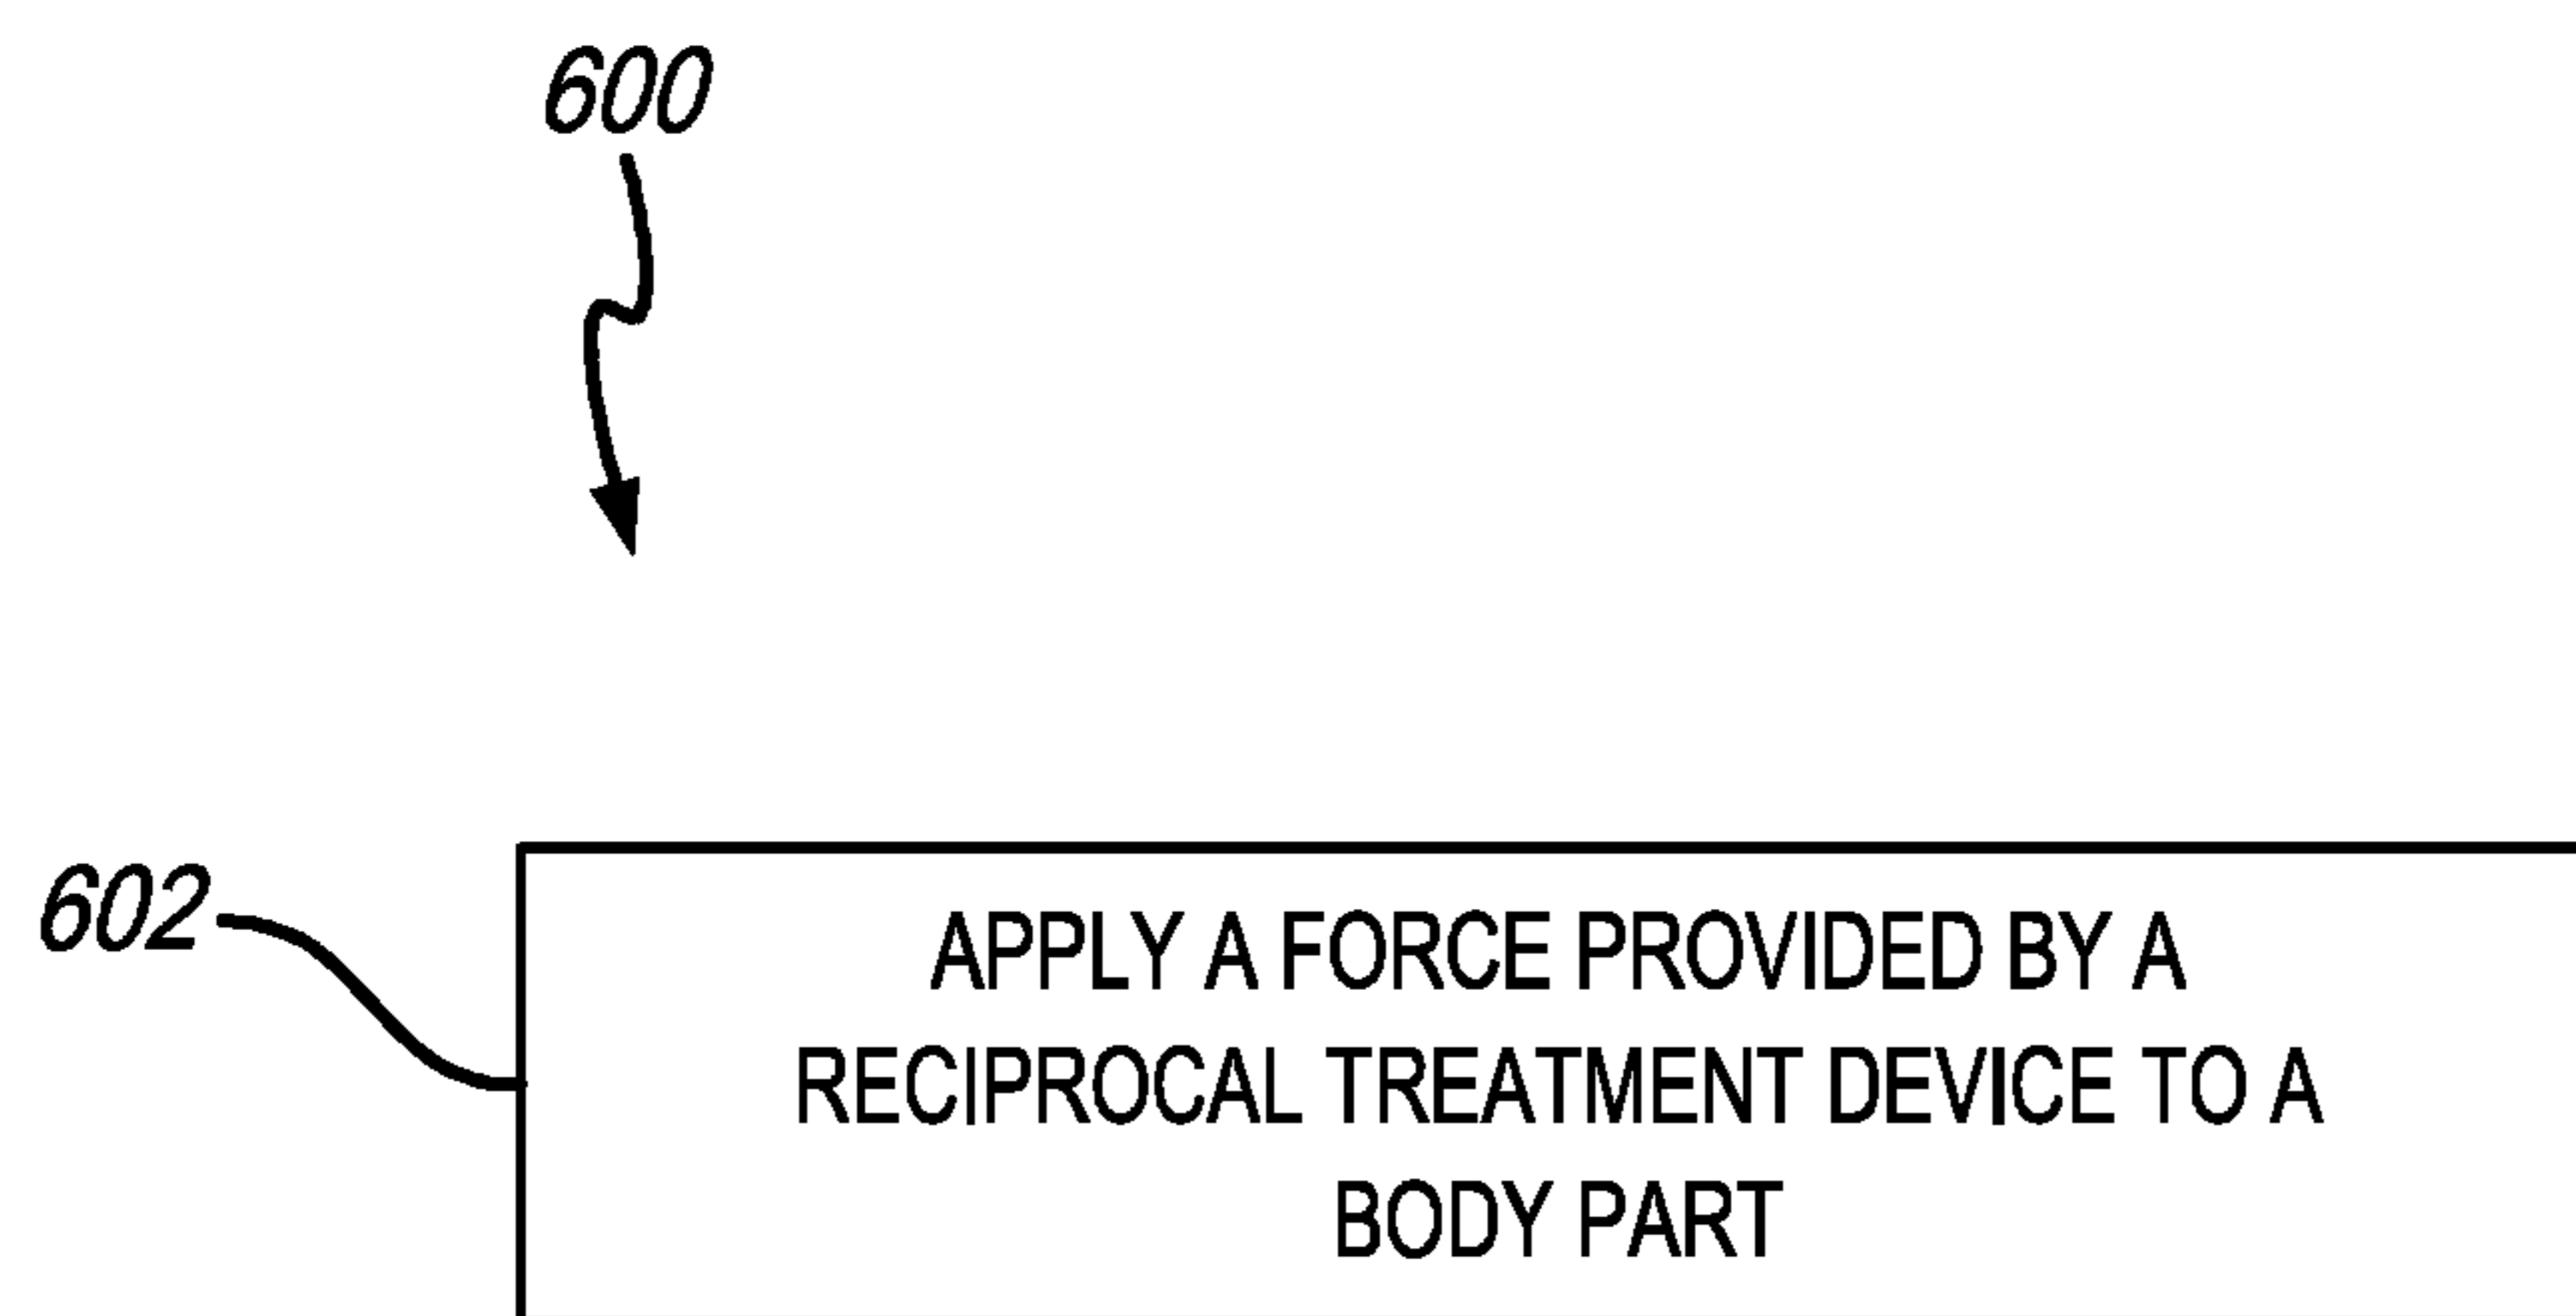 600
602
APPLY A FORCE PROVIDED BY A
RECIPROCAL TREATMENT DEVICE TO A
BODY PART